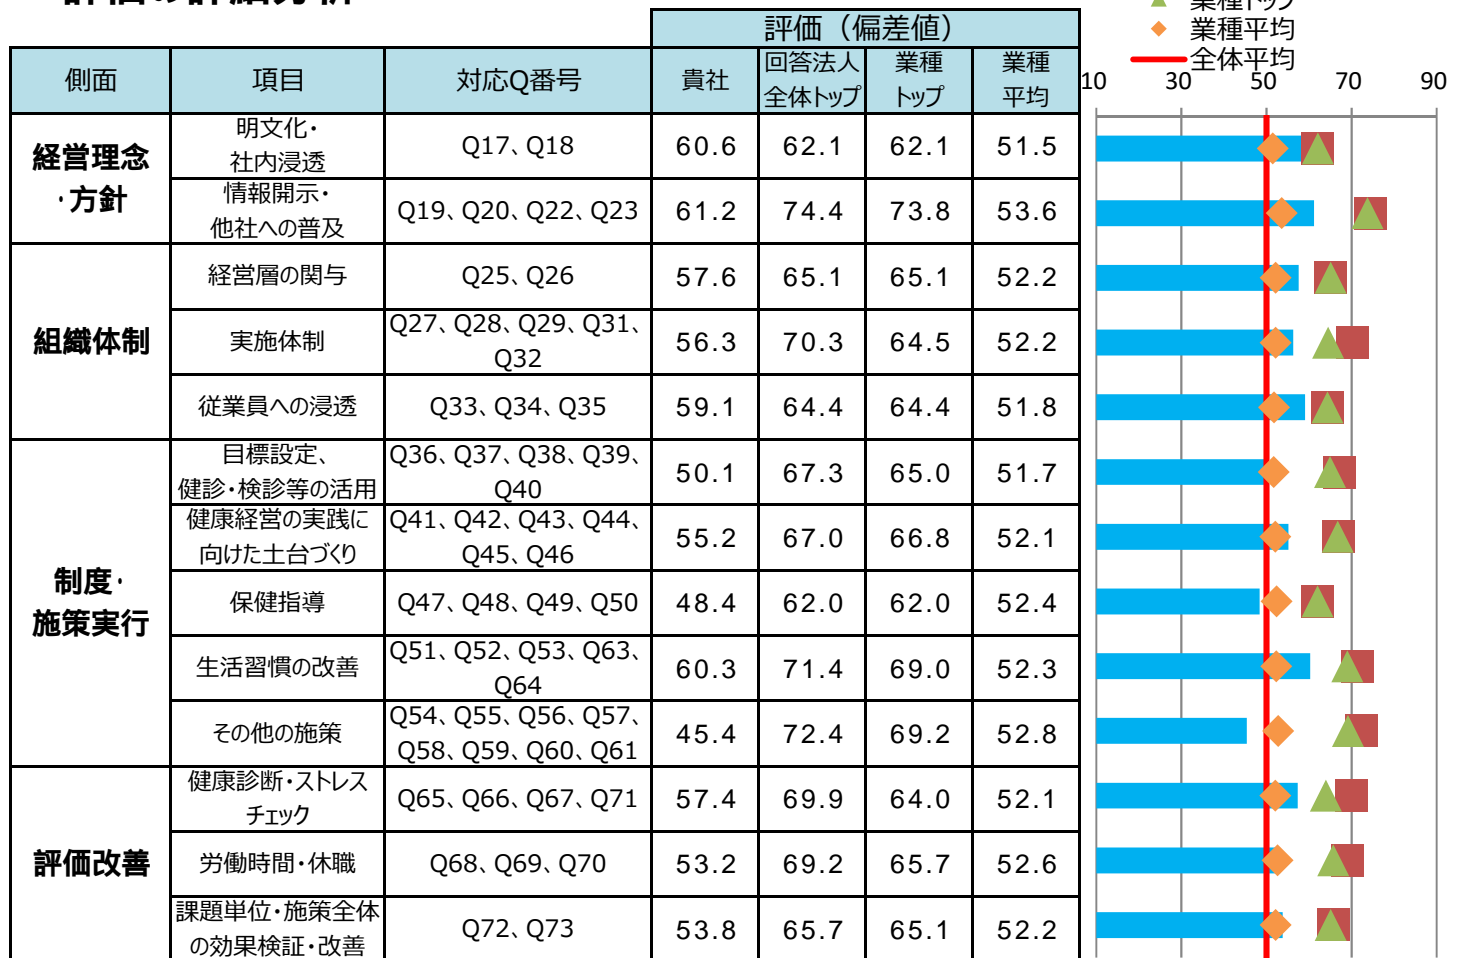 評価の詳細分析
業種トップ
業種平均
全体平均
評価（偏差値）
側面 項目 対応Q番号 貴社 回答法人全体トップ 業種トップ 業種平均
10 30 50 70 90
経営理念・方針
明文化・社内浸透 Q17、Q18 60.6 62.1 62.1 51.5
情報開示・他社への普及 Q19、Q20、Q22、Q23 61.2 74.4 73.8 53.6
組織体制
経営層の関与 Q25、Q26 57.6 65.1 65.1 52.2
実施体制 Q27、Q28、Q29、Q31、Q32 56.3 70.3 64.5 52.2
従業員への浸透 Q33、Q34、Q35 59.1 64.4 64.4 51.8
制度・施策実行
目標設定、健診・検診等の活用 Q36、Q37、Q38、Q39、Q40 50.1 67.3 65.0 51.7
健康経営の実践に向けた土台づくり Q41、Q42、Q43、Q44、Q45、Q46 55.2 67.0 66.8 52.1
保健指導 Q47、Q48、Q49、Q50 48.4 62.0 62.0 52.4
生活習慣の改善 Q51、Q52、Q53、Q63、Q64 60.3 71.4 69.0 52.3
その他の施策 Q54、Q55、Q56、Q57、Q58、Q59、Q60、Q61 45.4 72.4 69.2 52.8
評価改善
健康診断・ストレスチェック Q65、Q66、Q67、Q71 57.4 69.9 64.0 52.1
労働時間・休職 Q68、Q69、Q70 53.2 69.2 65.7 52.6
課題単位・施策全体の効果検証・改善 Q72、Q73 53.8 65.7 65.1 52.2